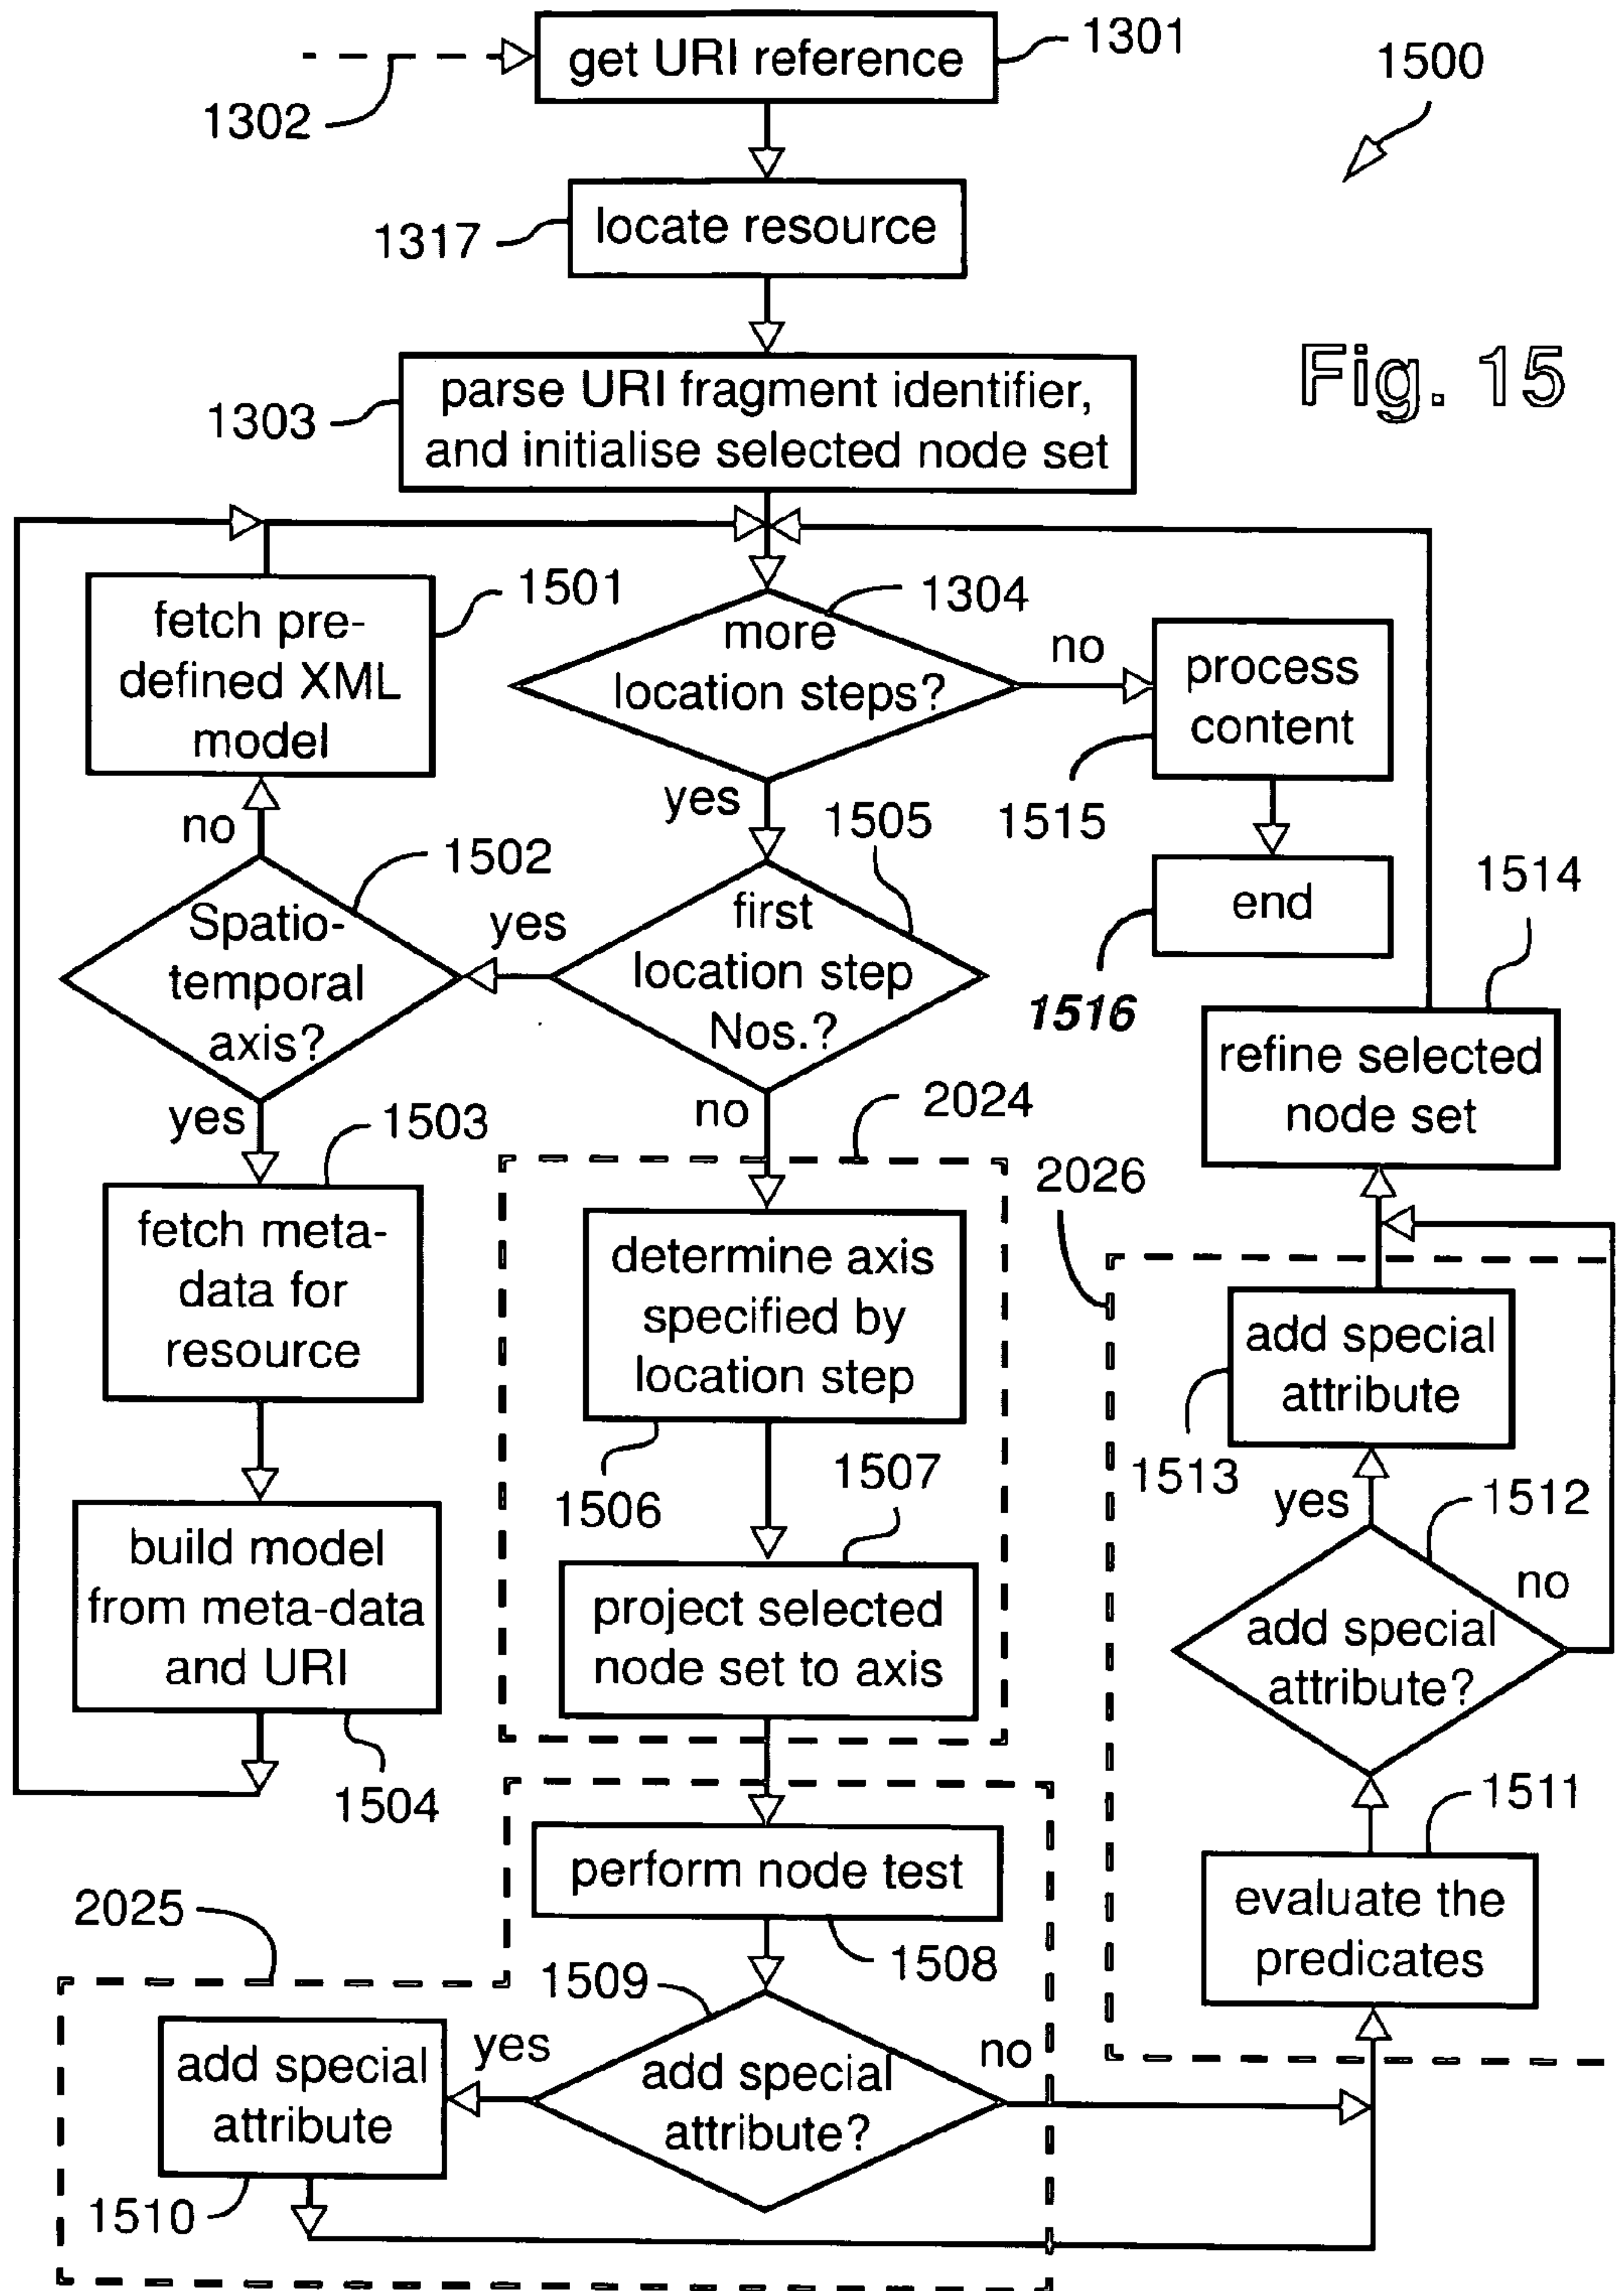 get URI reference
1301
1302
1500
locate resource
1317
Fig. 15
parse URI fragment identifier,
and initialise selected node set
1303
fetch pre-
defined XML
model
1501
more
location steps?
1304
no
process
content
yes
1515
no
1502
1505
end
1516
1514
Spatio-
temporal
axis?
yes
first
location step
Nos.?
refine selected
node set
yes
1503
no
2024
2026
fetch meta-
data for
resource
determine axis
specified by
location step
add special
attribute
1513
1506
1507
yes
1512
no
build model
from meta-data
and URI
1504
project selected
node set to axis
add special
attribute?
1511
perform node test
evaluate the
predicates
2025
1508
1509
add special
attribute
yes
add special
attribute?
no
1510